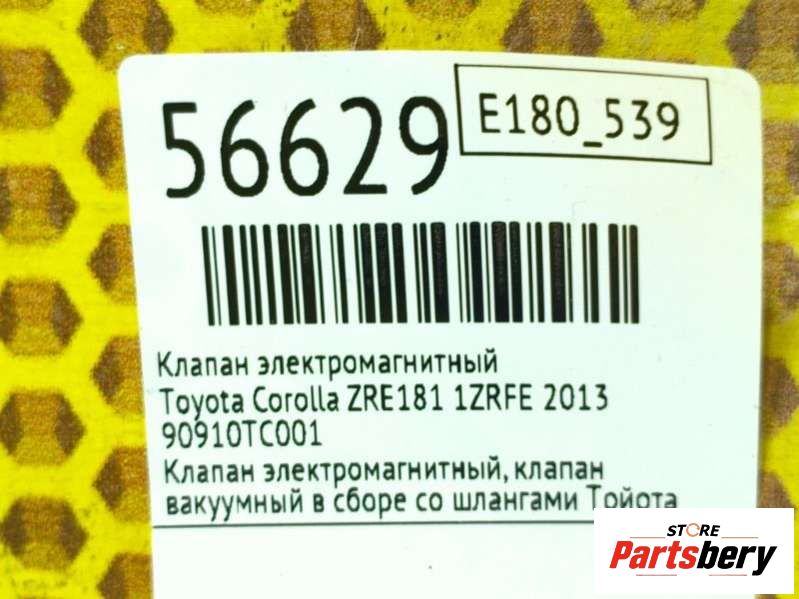 56629
E180_539
Клапан электромагнитный
Toyota Corolla ZRE181 1ZRFE 2013
90910TC001
Клапан электромагнитный, клапан
вакуумный в сборе со шлангами Тойота
STORE
Partsbery